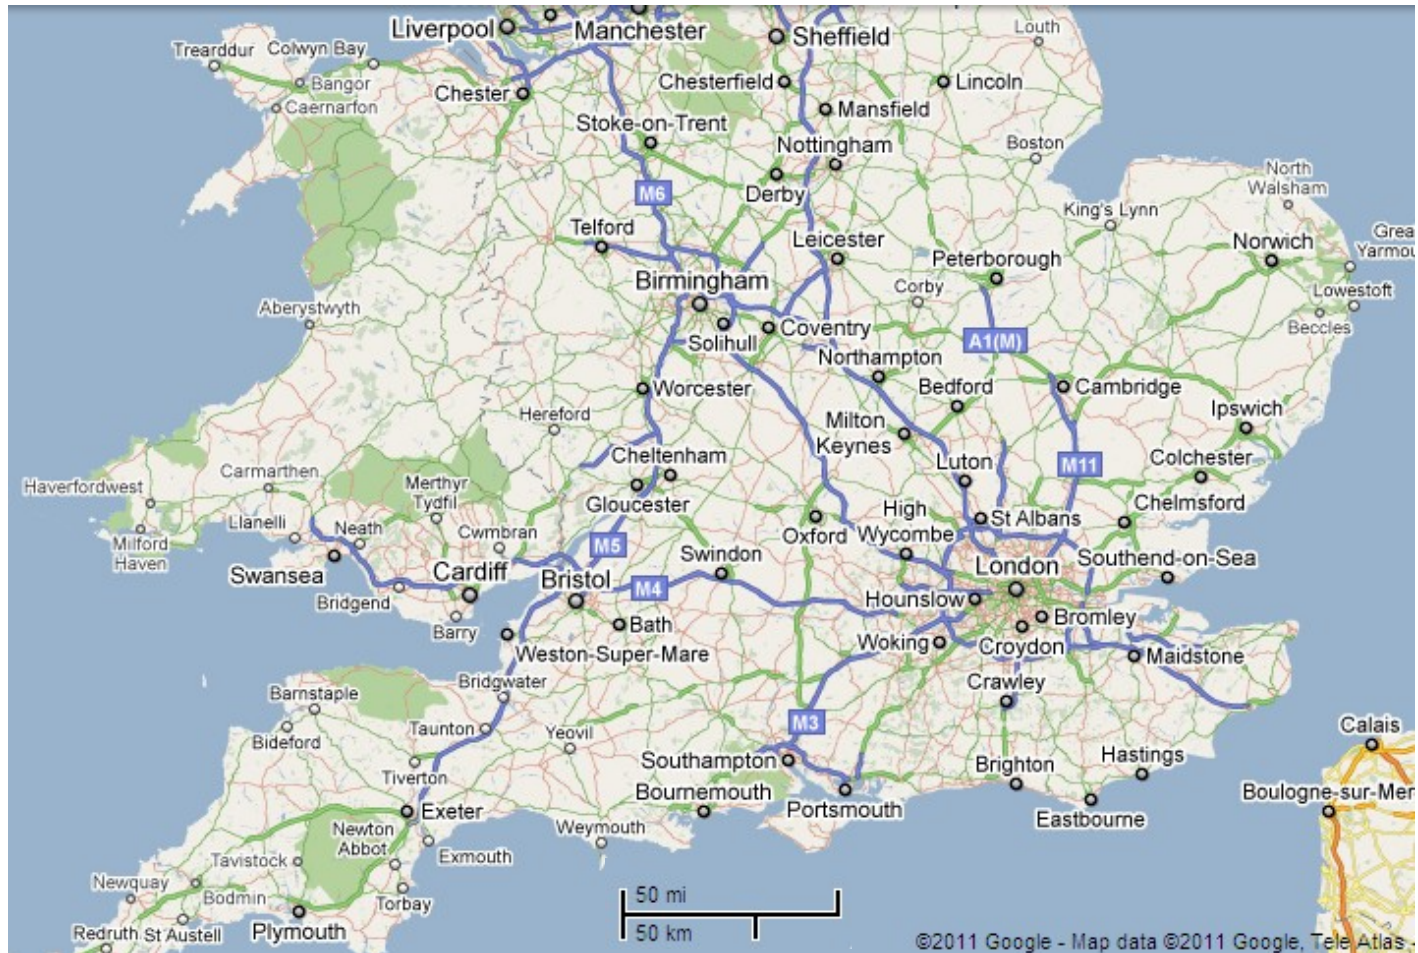 Liverpool
Manchester
Sheffield
Louth
Trearddur
Colwyn Bay
Bangor
Caernarfon
Chester
Chesterfield
Lincoln
Mansfield
Stoke-on-Trent
Nottingham
Boston
Derby
M6
North
Walsham
King's Lynn
Telford
Leicester
Norwich
Yarmou
Peterborough
Birmingham
Corby
Lowestoft
Aberystwyth
Solihull
Coventry
Beccles
A1(M)
Northampton
Worcester
Bedford
Cambridge
Hereford
Milton
Keynes
Ipswich
Cheltenham
Luton
M11
Colchester
Carmarthen
Haverfordwest
Merthyr
Tydfil
Gloucester
Chelmsford
Llanelli
Neath
Cwmbran
High
Wycombe
St Albans
Milford
Haven
M5
Oxford
Swansea
Cardiff
Bristol
Swindon
London
Southend-on-Sea
Bridgend
M4
Hounslow
Barry
Bath
Bromley
Weston-Super-Mare
Woking
Croydon
Maidstone
Bridgwater
Crawley
Barnstaple
M3
Bideford
Taunton
Yeovil
Calais
Tiverton
Southampton
Brighton
Hastings
Bournemouth
Portsmouth
Boulogne-sur-Mer
Exeter
Eastbourne
Newton
Abbot
Weymouth
Exmouth
Tavistock
Newquay
Bodmin
Torbay
50 mi
Redruth
St Austell
Plymouth
50 km
©2011 Google - Map data ©2011 Google, Tele Atlas -